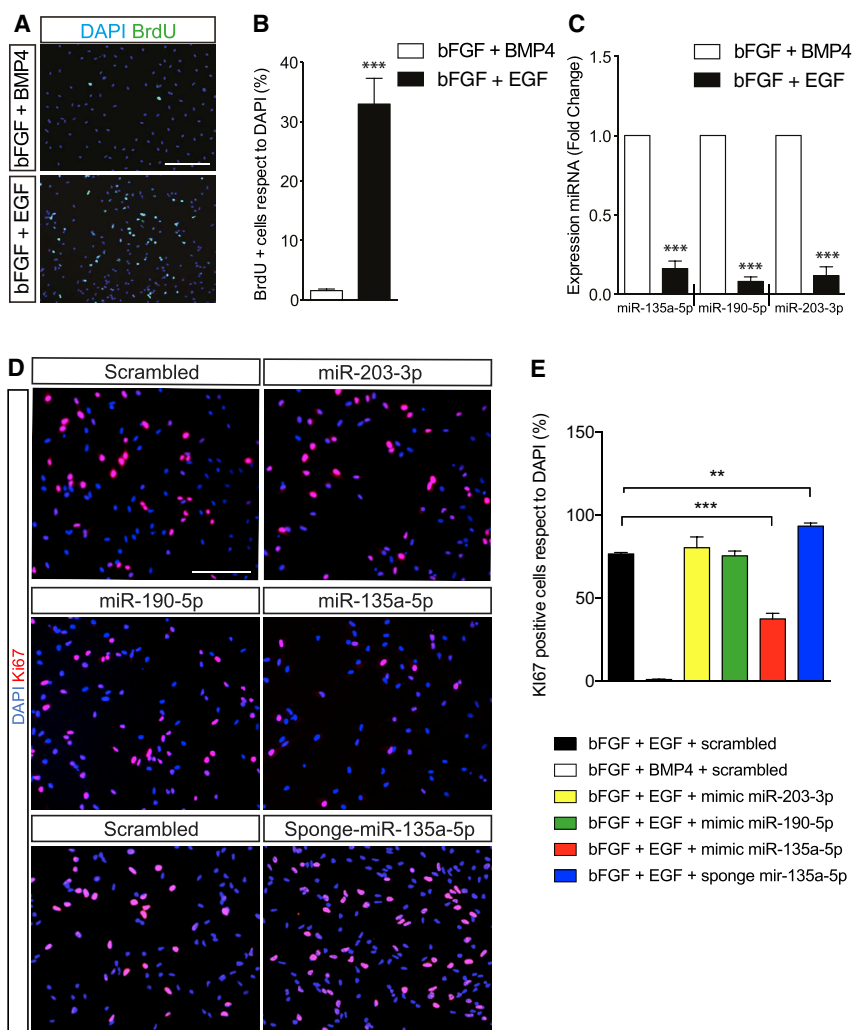 A
DAPI BrdU
bFGF + BMP4
bFGF + EGF
B
bFGF + BMP4
bFGF + EGF
BrdU + cells respect to DAPI (%)
40
30
20
10
0
***
C
bFGF + BMP4
bFGF + EGF
Expression miRNA (Fold Change)
1.5
1.0
0.5
0.0
***
***
***
miR-135a-5p
miR-190-5p
miR-203-3p
D
DAPI Ki67
Scrambled
miR-203-3p
miR-190-5p
miR-135a-5p
Scrambled
Sponge-miR-135a-5p
E
KI67 positive cells respect to DAPI (%)
150
100
50
0
**
***
bFGF + EGF + scrambled
bFGF + BMP4 + scrambled
bFGF + EGF + mimic miR-203-3p
bFGF + EGF + mimic miR-190-5p
bFGF + EGF + mimic miR-135a-5p
bFGF + EGF + sponge mir-135a-5p